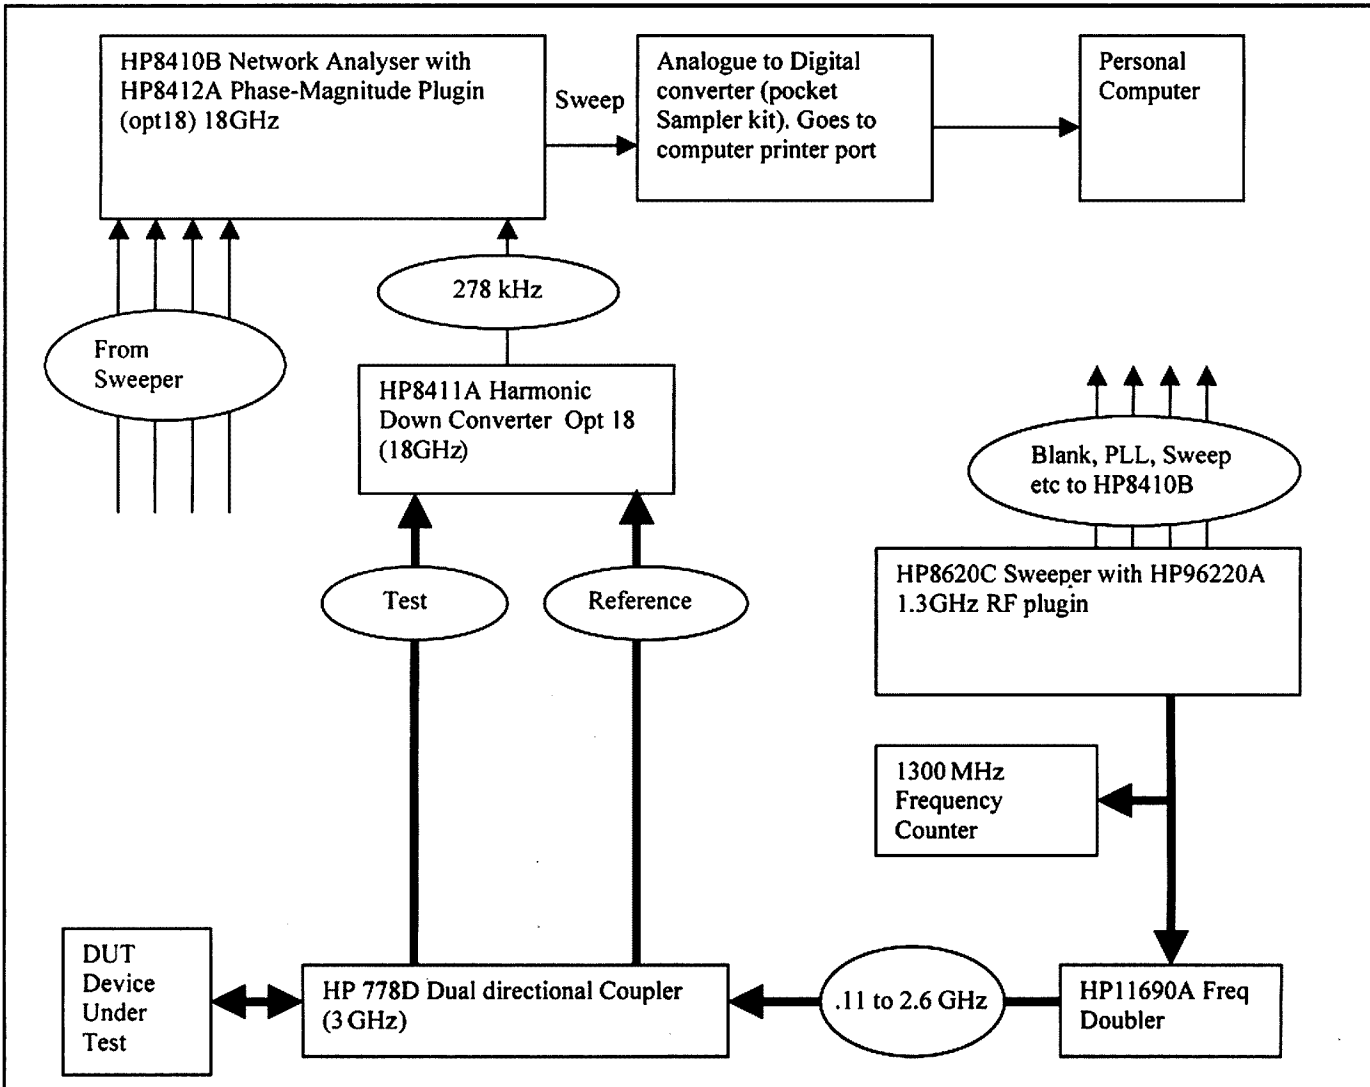 HP8410B Network Analyser with
HP8412A Phase-Magnitude Plugin
(opt18) 18GHz
Sweep
Analogue to Digital
converter (pocket
Sampler kit). Goes to
computer printer port
Personal
Computer
278 kHz
From
Sweeper
HP8411A Harmonic
Down Converter Opt 18
(18GHz)
Blank, PLL, Sweep
etc to HP8410B
Test
Reference
HP8620C Sweeper with HP96220A
1.3GHz RF plugin
1300 MHz
Frequency
Counter
DUT
Device
Under
Test
HP 778D Dual directional Coupler
(3 GHz)
.11 to 2.6 GHz
HP11690A Freq
Doubler